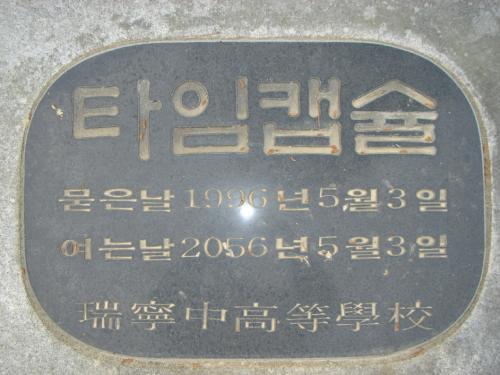 타임캡슐
묻은날 1996년 5월 3일
여는날 2056년 5월 3일
瑞寧中高等學校